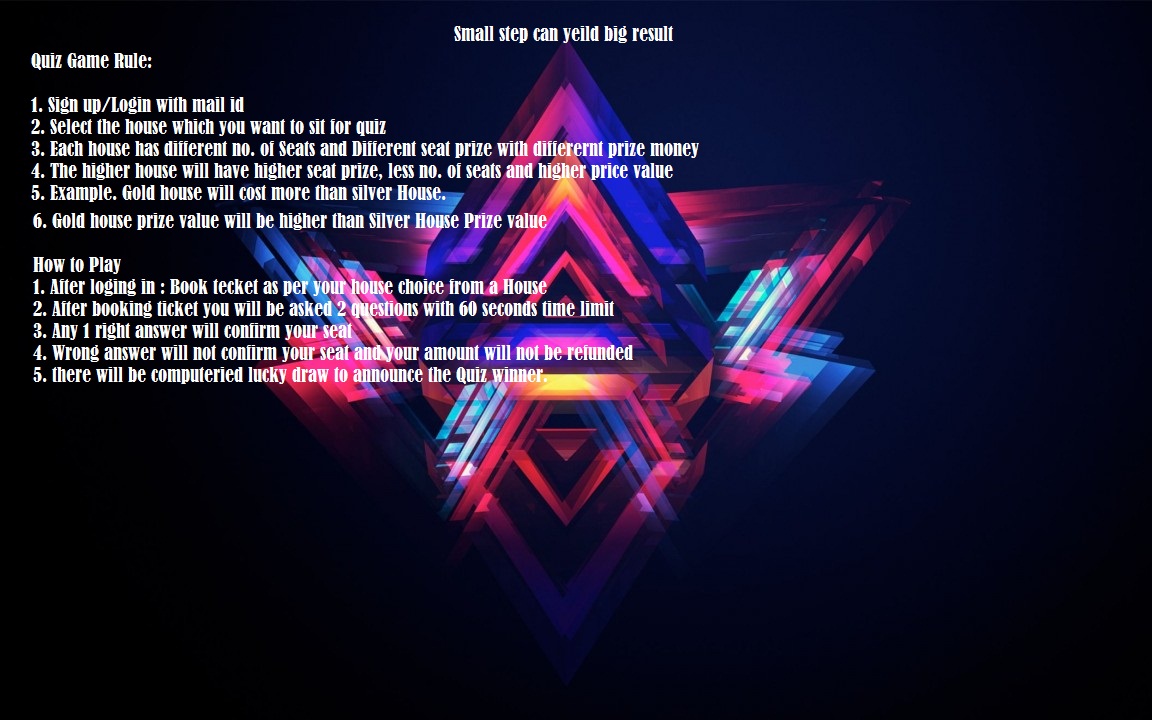 Small step can yeild big result
Quiz Game Rule:
1. Sign up/Login with mail id
2. Select the house which you want to sit for quiz
3. Each house has different no. of Seats and Different seat prize with differernt prize money
4. The higher house will have higher seat prize, less no. of seats and higher price value
5. Example. Gold house will cost more than silver House.
6. Gold house prize value will be higher than Silver House Prize value
How to Play
1. After loging in : Book tecket as per your house choice from a House
2. After booking ticket you will be asked 2 questions with 60 seconds time limit
3. Any 1 right answer will confirm your seat
4. Wrong answer will not confirm your seat and your amount will not be refunded
5. there will be computeried lucky draw to announce the Quiz winner.